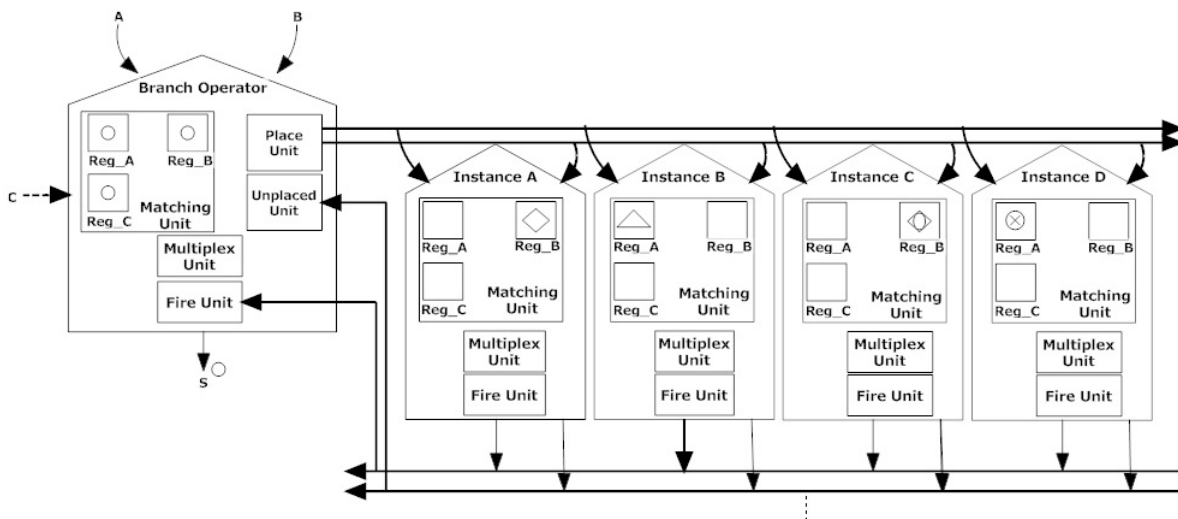 A
B
Branch Operator
Reg_A
Reg_B
Place
Unit
C
Reg_C
Matching
Unit
Unplaced
Unit
Multiplex
Unit
Fire Unit
S
Instance A
Reg_A
Reg_B
Reg_C
Matching
Unit
Multiplex
Unit
Fire Unit
Instance B
Reg_A
Reg_B
Reg_C
Matching
Unit
Multiplex
Unit
Fire Unit
Instance C
Reg_A
Reg_B
Reg_C
Matching
Unit
Multiplex
Unit
Fire Unit
Instance D
Reg_A
Reg_B
Reg_C
Matching
Unit
Multiplex
Unit
Fire Unit